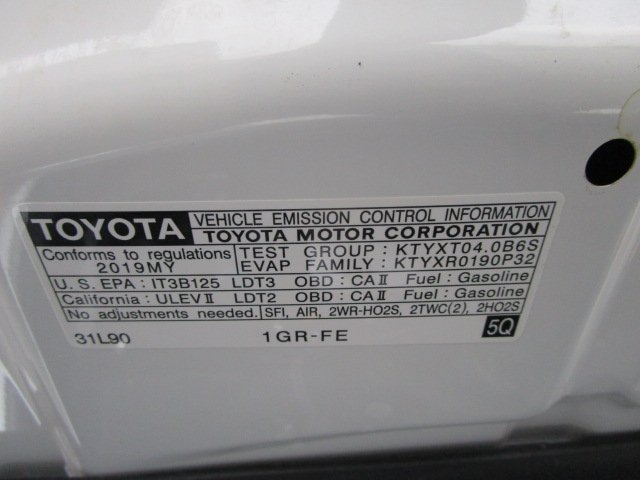 TOYOTA VEHICLE EMISSION CONTROL INFORMATION
TOYOTA MOTOR CORPORATION
Conforms to regulations TEST GROUP : KTYXT04.0B6S
2019MY EVAP FAMILY : KTYXR0190P32
U.S. EPA : IT3B125 LDT3 OBD : CAⅡ Fuel : Gasoline
California : ULEVⅡ LDT2 OBD : CAⅡ Fuel : Gasoline
No adjustments needed. SFI, AIR, 2WR-HO2S, 2TWC(2), 2HO2S
31L90 1GR-FE 5Q